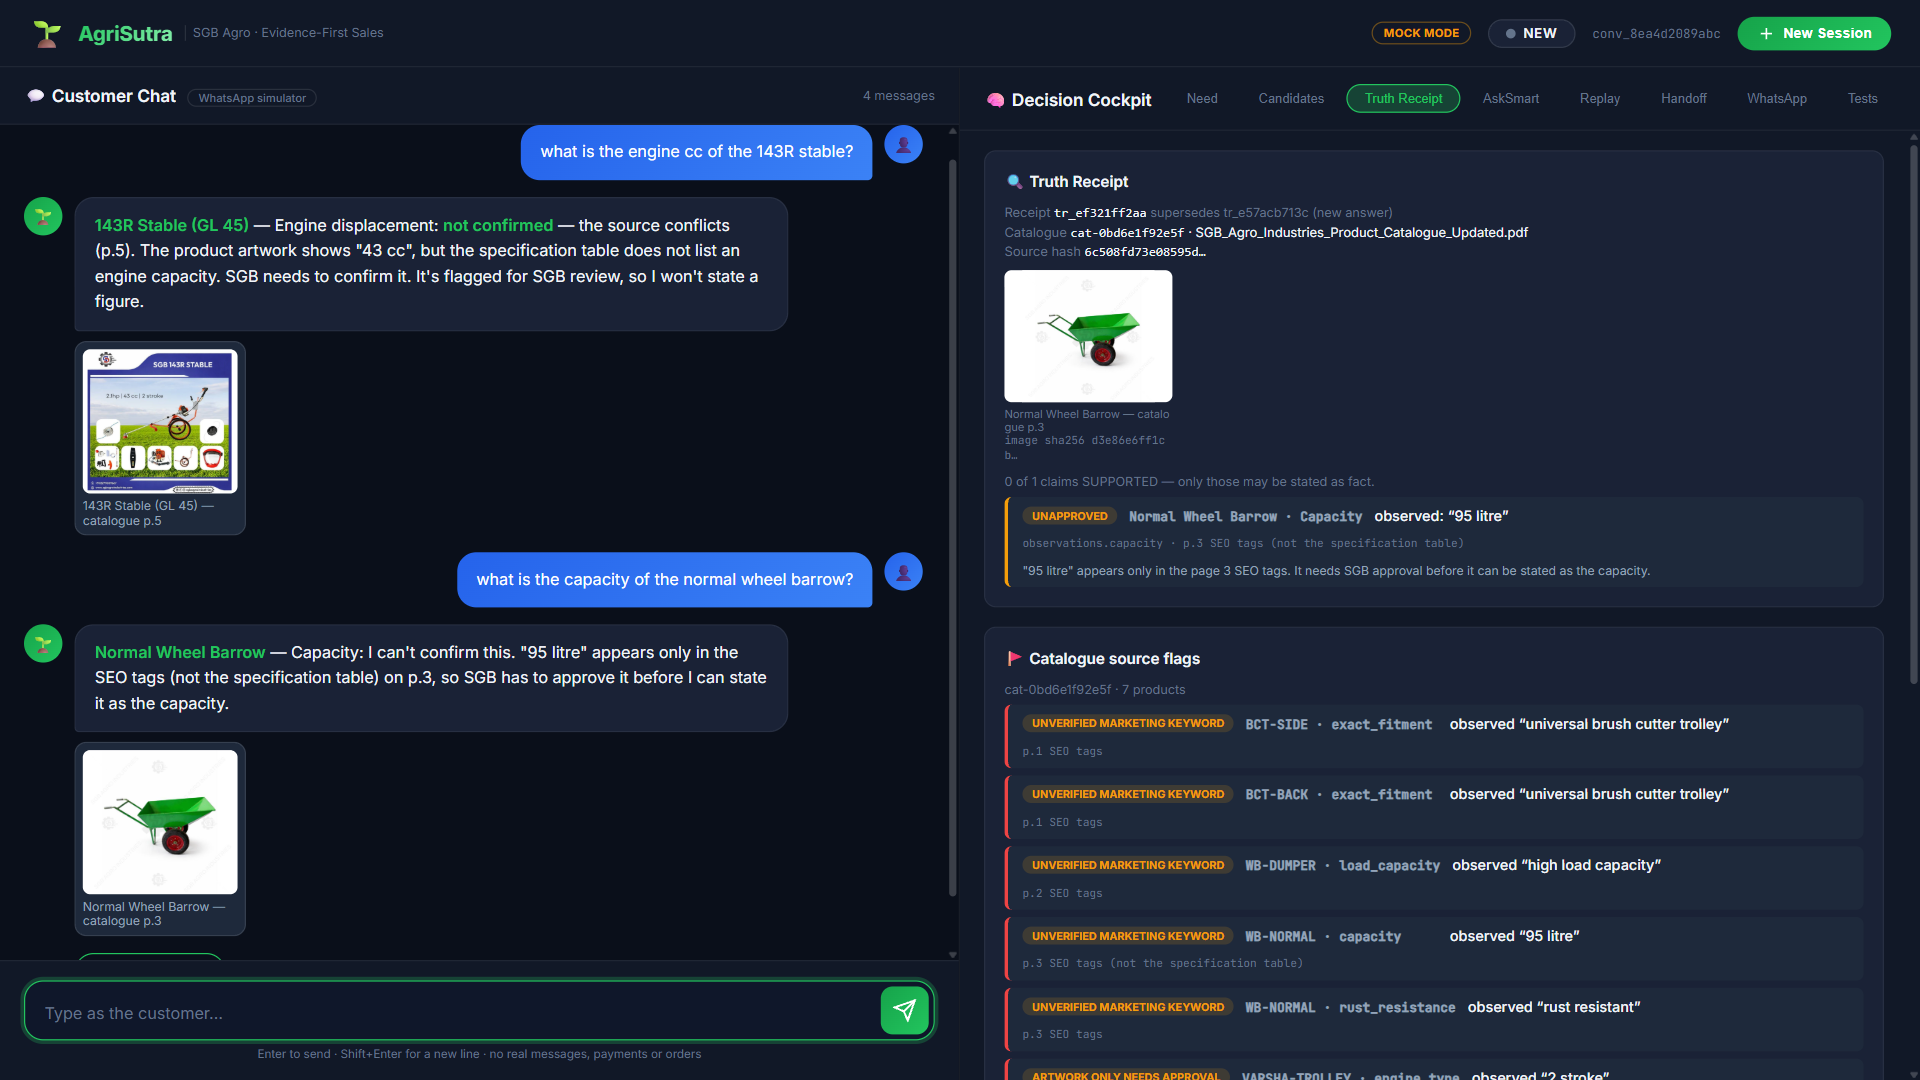 AgriSutra
SGB Agro · Evidence-First Sales
MOCK MODE
NEW
conv_8ea4d2089abc
+ New Session
Customer Chat
WhatsApp simulator
4 messages
what is the engine cc of the 143R stable?
143R Stable (GL 45) — Engine displacement: not confirmed — the source conflicts
(p.5). The product artwork shows "43 cc", but the specification table does not list an
engine capacity. SGB needs to confirm it. It's flagged for SGB review, so I won't state a
figure.
SGB 143R STABLE
143R Stable (GL 45) —
catalogue p.5
what is the capacity of the normal wheel barrow?
Normal Wheel Barrow — Capacity: I can't confirm this. "95 litre" appears only in the
SEO tags (not the specification table) on p.3, so SGB has to approve it before I can state
it as the capacity.
Normal Wheel Barrow —
catalogue p.3
Type as the customer...
Enter to send · Shift+Enter for a new line · no real messages, payments or orders
Decision Cockpit
Need
Candidates
Truth Receipt
AskSmart
Replay
Handoff
WhatsApp
Tests
Truth Receipt
Receipt tr_ef321ff2aa supersedes tr_e57acb713c (new answer)
Catalogue cat-0bd6e1f92e5f · SGB_Agro_Industries_Product_Catalogue_Updated.pdf
Source hash 6c508fd73e08595d…
Normal Wheel Barrow — catalo
gue p.3
image sha256 d3e86e6ff1c
b…
0 of 1 claims SUPPORTED — only those may be stated as fact.
UNAPPROVED Normal Wheel Barrow · Capacity observed: “95 litre”
observations.capacity · p.3 SEO tags (not the specification table)
"95 litre" appears only in the page 3 SEO tags. It needs SGB approval before it can be stated as the capacity.
Catalogue source flags
cat-0bd6e1f92e5f · 7 products
UNVERIFIED MARKETING KEYWORD BCT-SIDE · exact_fitment observed “universal brush cutter trolley”
p.1 SEO tags
UNVERIFIED MARKETING KEYWORD BCT-BACK · exact_fitment observed “universal brush cutter trolley”
p.1 SEO tags
UNVERIFIED MARKETING KEYWORD WB-DUMPER · load_capacity observed “high load capacity”
p.2 SEO tags
UNVERIFIED MARKETING KEYWORD WB-NORMAL · capacity observed “95 litre”
p.3 SEO tags (not the specification table)
UNVERIFIED MARKETING KEYWORD WB-NORMAL · rust_resistance observed “rust resistant”
p.3 SEO tags
ARTWORK ONLY NEEDS APPROVAL VARSHA-TROLLEY · engine_type observed “2 stroke”